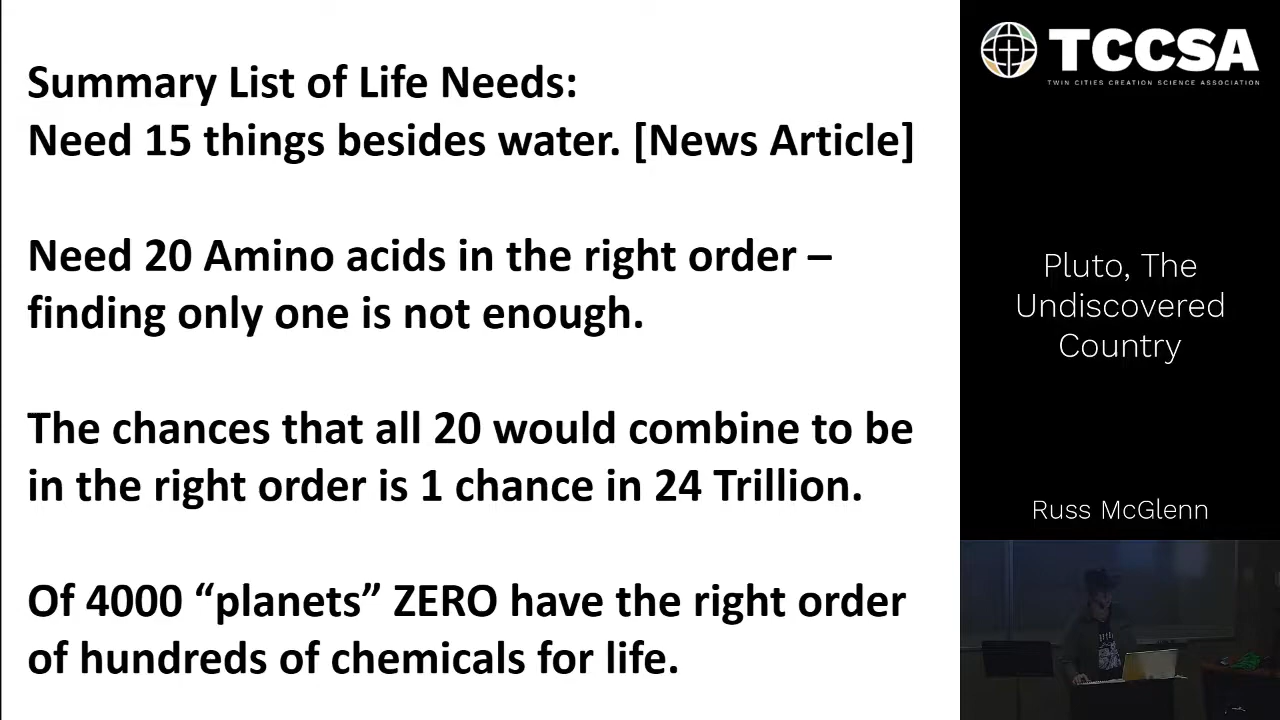 Summary List of Life Needs:
Need 15 things besides water. [News Article]
Need 20 Amino acids in the right order –
finding only one is not enough.
The chances that all 20 would combine to be
in the right order is 1 chance in 24 Trillion.
Of 4000 “planets” ZERO have the right order
of hundreds of chemicals for life.
TCCSA
TWIN CITIES CREATION SCIENCE ASSOCIATION
Pluto, The
Undiscovered
Country
Russ McGlenn